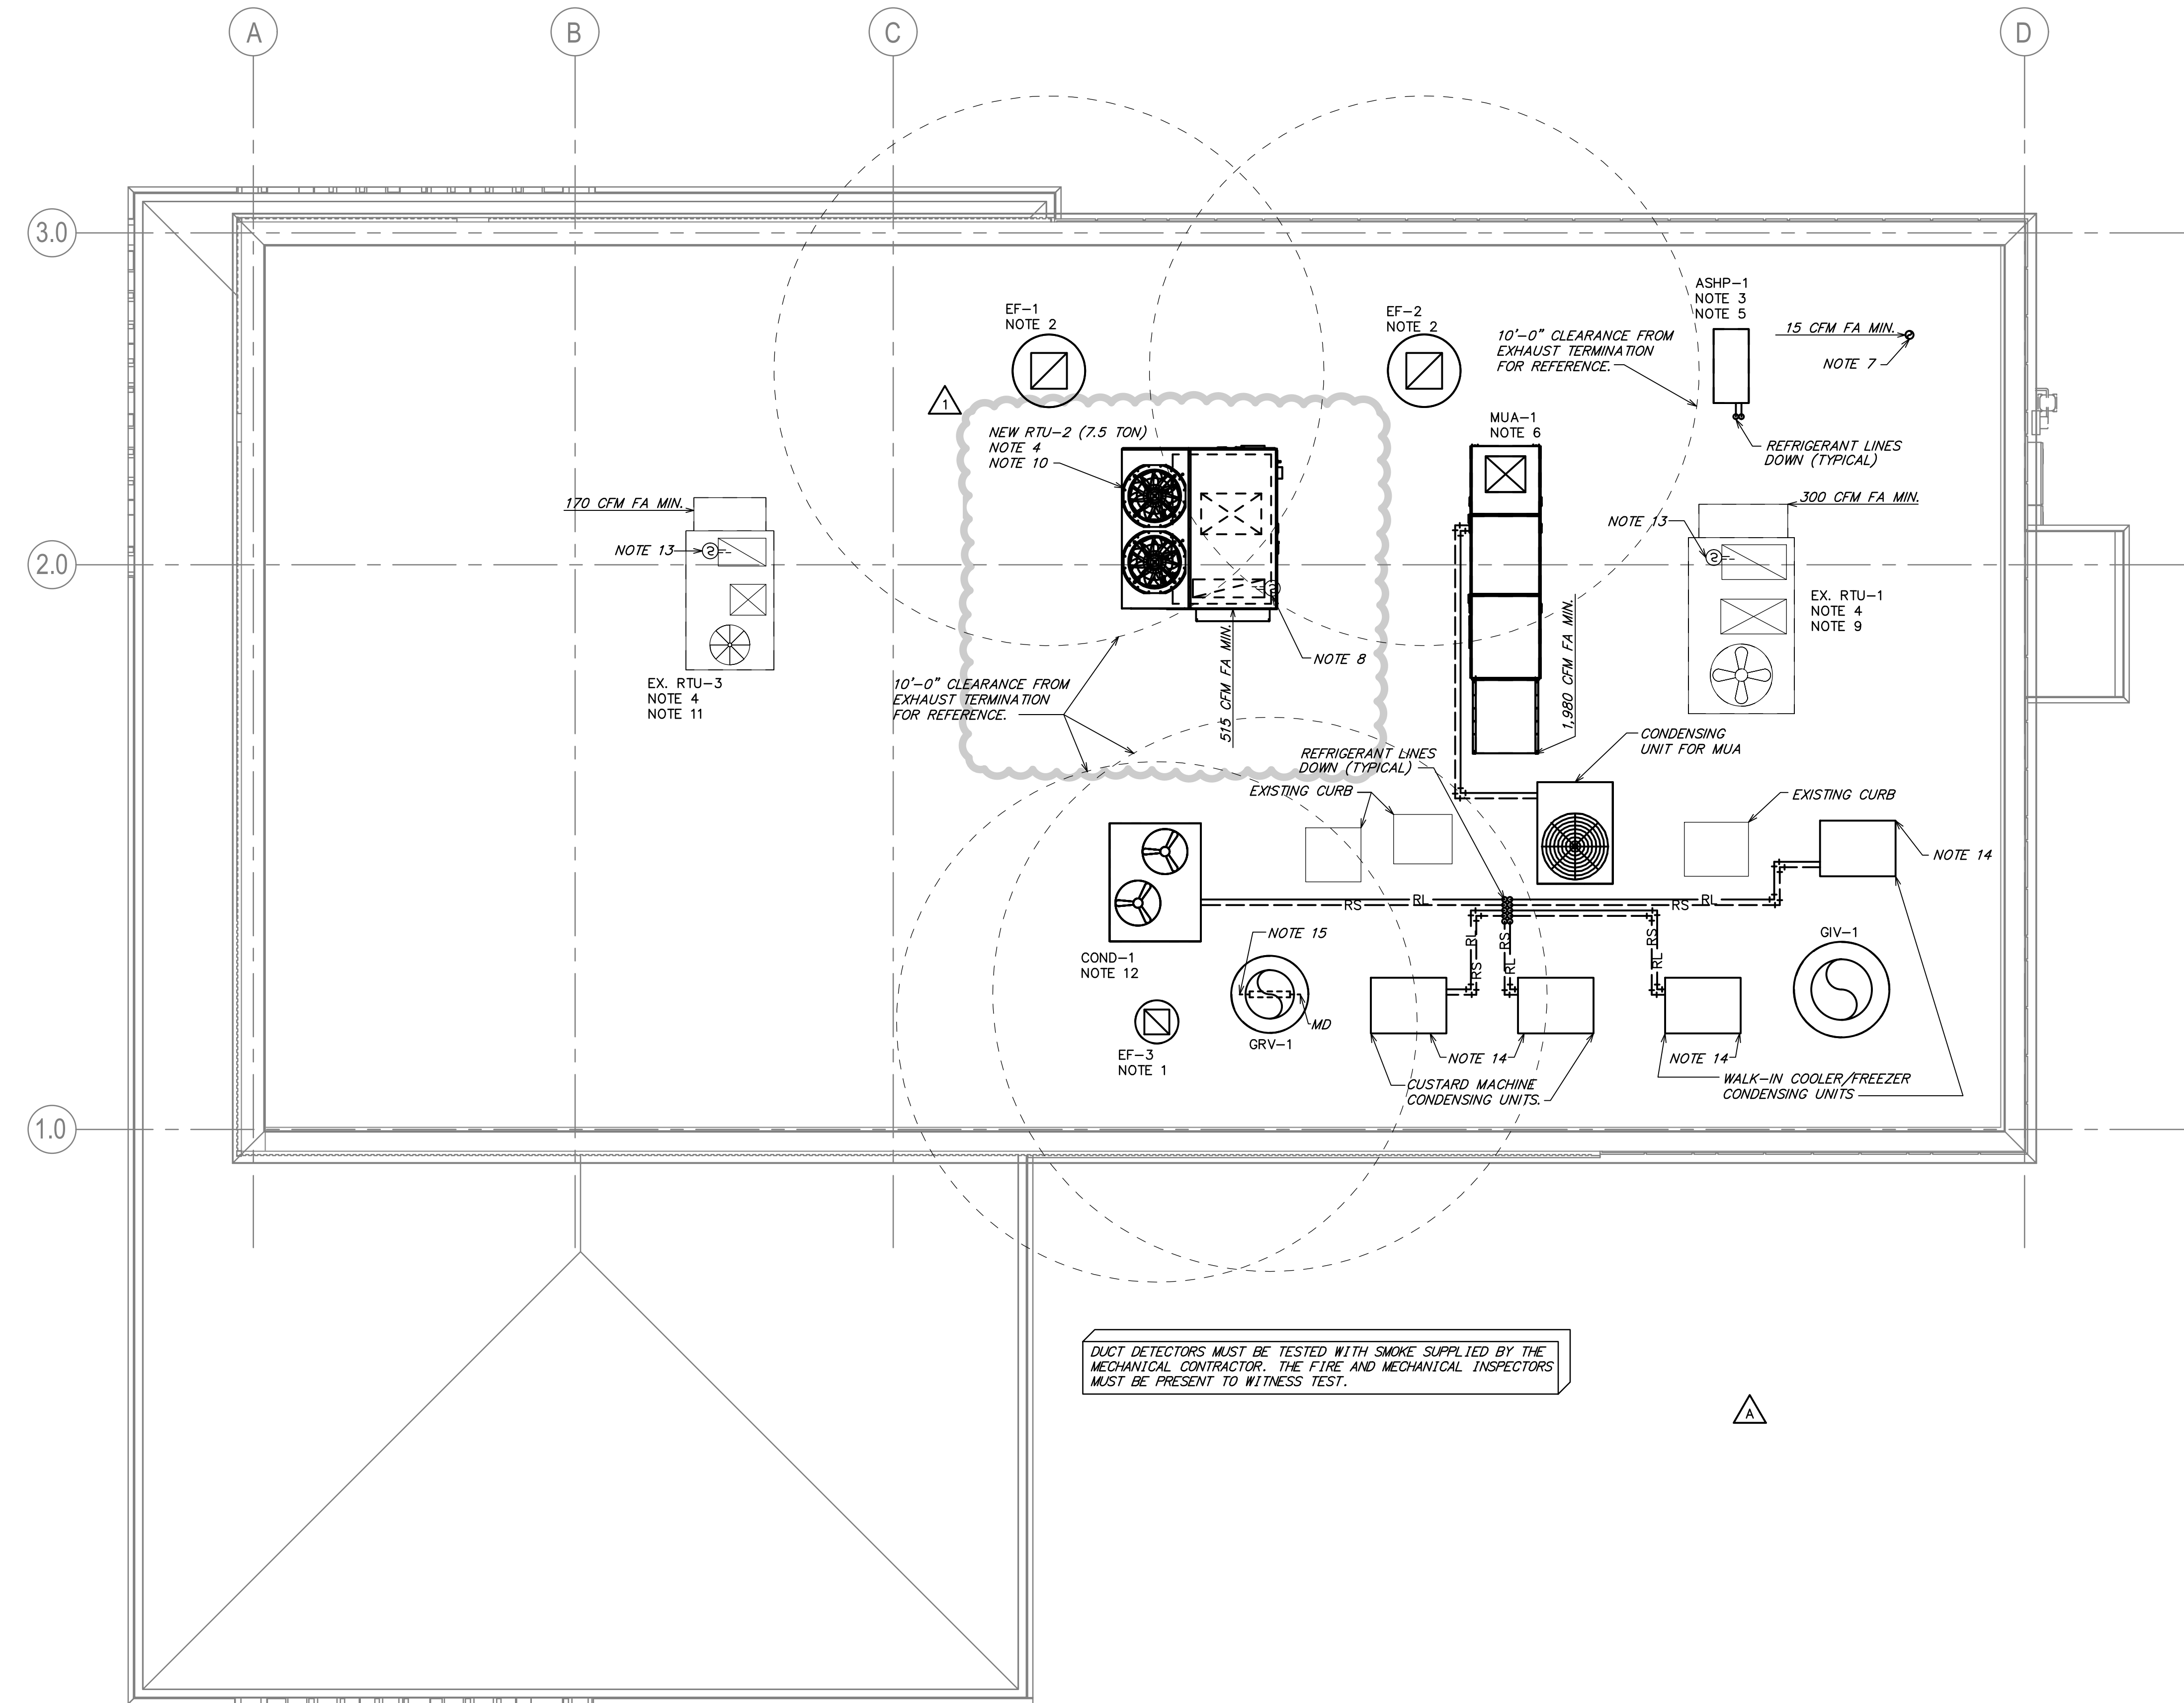 A
B
C
D
3.0
2.0
1.0
EF-1
NOTE 2
EF-2
NOTE 2
10'-0" CLEARANCE FROM
EXHAUST TERMINATION
FOR REFERENCE.
ASHP-1
NOTE 3
NOTE 5
15 CFM FA MIN.
NOTE 7
REFRIGERANT LINES
DOWN (TYPICAL)
1
NEW RTU-2 (7.5 TON)
NOTE 4
NOTE 10
MUA-1
NOTE 6
170 CFM FA MIN.
NOTE 13
EX. RTU-3
NOTE 4
NOTE 11
300 CFM FA MIN.
NOTE 13
EX. RTU-1
NOTE 4
NOTE 9
NOTE 8
515 CFM FA MIN.
1,980 CFM FA MIN.
10'-0" CLEARANCE FROM
EXHAUST TERMINATION
FOR REFERENCE.
CONDENSING
UNIT FOR MUA
REFRIGERANT LINES
DOWN (TYPICAL)
EXISTING CURB
EXISTING CURB
NOTE 14
RS
RL
RS
RL
RL
RS
RS
RL
RS
RL
COND-1
NOTE 12
NOTE 15
MD
GRV-1
GIV-1
EF-3
NOTE 1
NOTE 14
NOTE 14
CUSTARD MACHINE
CONDENSING UNITS.
WALK-IN COOLER/FREEZER
CONDENSING UNITS
DUCT DETECTORS MUST BE TESTED WITH SMOKE SUPPLIED BY THE
MECHANICAL CONTRACTOR. THE FIRE AND MECHANICAL INSPECTORS
MUST BE PRESENT TO WITNESS TEST.
A